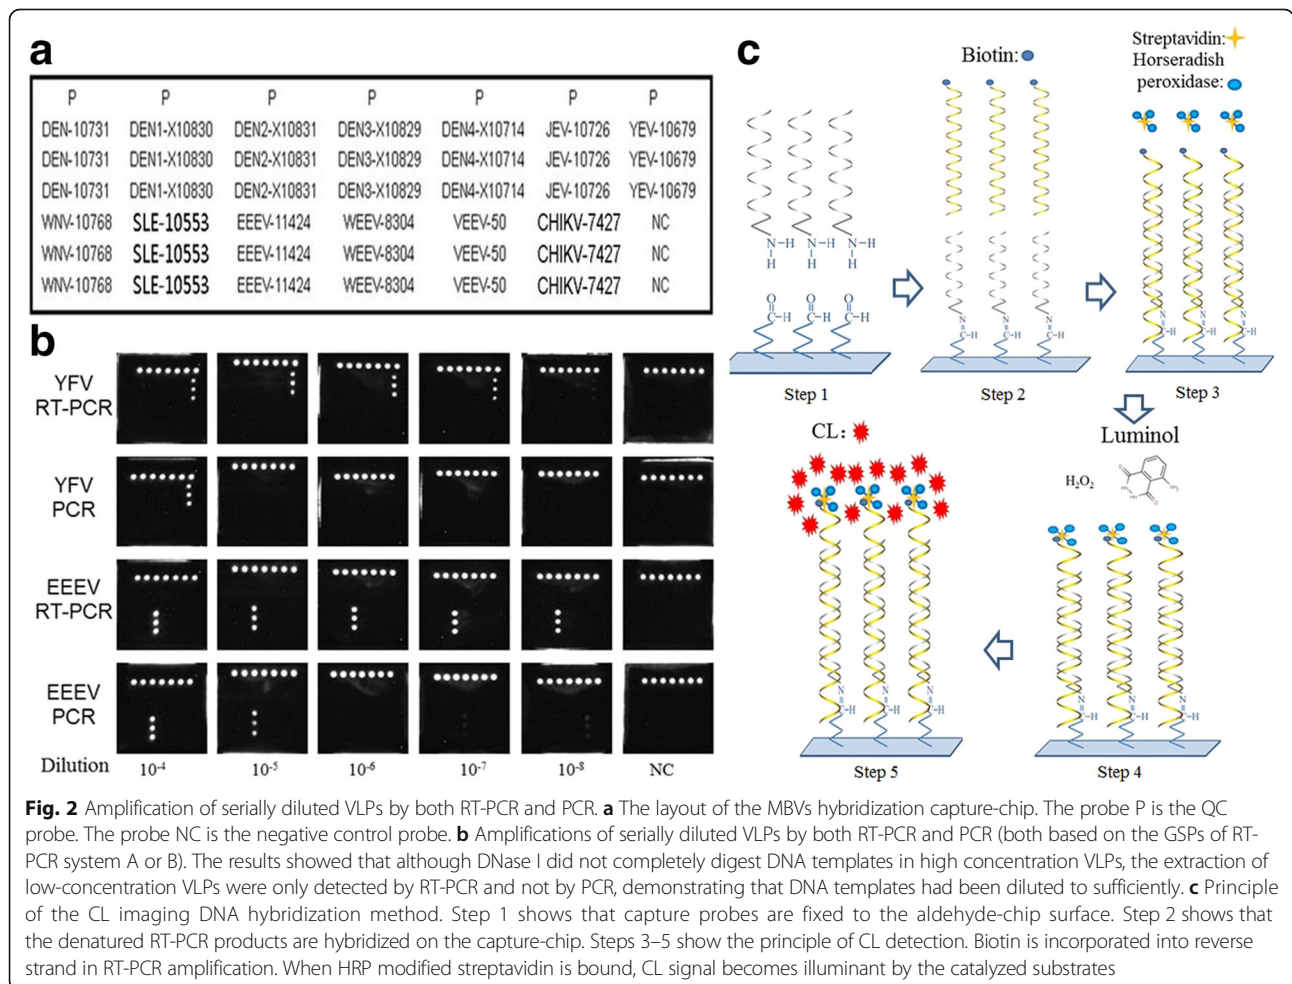 a
P P P P P P P
DEN-10731 DEN1-X10830 DEN2-X10831 DEN3-X10829 DEN4-X10714 JEV-10726 YEV-10679
DEN-10731 DEN1-X10830 DEN2-X10831 DEN3-X10829 DEN4-X10714 JEV-10726 YEV-10679
DEN-10731 DEN1-X10830 DEN2-X10831 DEN3-X10829 DEN4-X10714 JEV-10726 YEV-10679
WNV-10768 SLE-10553 EEEV-11424 WEEV-8304 VEEV-50 CHIKV-7427 NC
WNV-10768 SLE-10553 EEEV-11424 WEEV-8304 VEEV-50 CHIKV-7427 NC
WNV-10768 SLE-10553 EEEV-11424 WEEV-8304 VEEV-50 CHIKV-7427 NC
b
YFV
RT-PCR
YFV
PCR
EEEV
RT-PCR
EEEV
PCR
Dilution 10-4 10-5 10-6 10-7 10-8 NC
c
Biotin:
Streptavidin:
Horseradish
peroxidase:
N-H N-H N-H
H H H
O O O
C-H C-H C-H
Step 1
N N N
C-H C-H C-H
Step 2
N N N
C-H C-H C-H
Step 3
Luminol
H2O2
O
HN
HN
O
NH2
N N N
C-H C-H C-H
Step 4
CL:
N N N
C-H C-H C-H
Step 5
Fig. 2 Amplification of serially diluted VLPs by both RT-PCR and PCR. a The layout of the MBVs hybridization capture-chip. The probe P is the QC
probe. The probe NC is the negative control probe. b Amplifications of serially diluted VLPs by both RT-PCR and PCR (both based on the GSPs of RT-
PCR system A or B). The results showed that although DNase I did not completely digest DNA templates in high concentration VLPs, the extraction of
low-concentration VLPs were only detected by RT-PCR and not by PCR, demonstrating that DNA templates had been diluted to sufficiently. c Principle
of the CL imaging DNA hybridization method. Step 1 shows that capture probes are fixed to the aldehyde-chip surface. Step 2 shows that
the denatured RT-PCR products are hybridized on the capture-chip. Steps 3–5 show the principle of CL detection. Biotin is incorporated into reverse
strand in RT-PCR amplification. When HRP modified streptavidin is bound, CL signal becomes illuminant by the catalyzed substrates